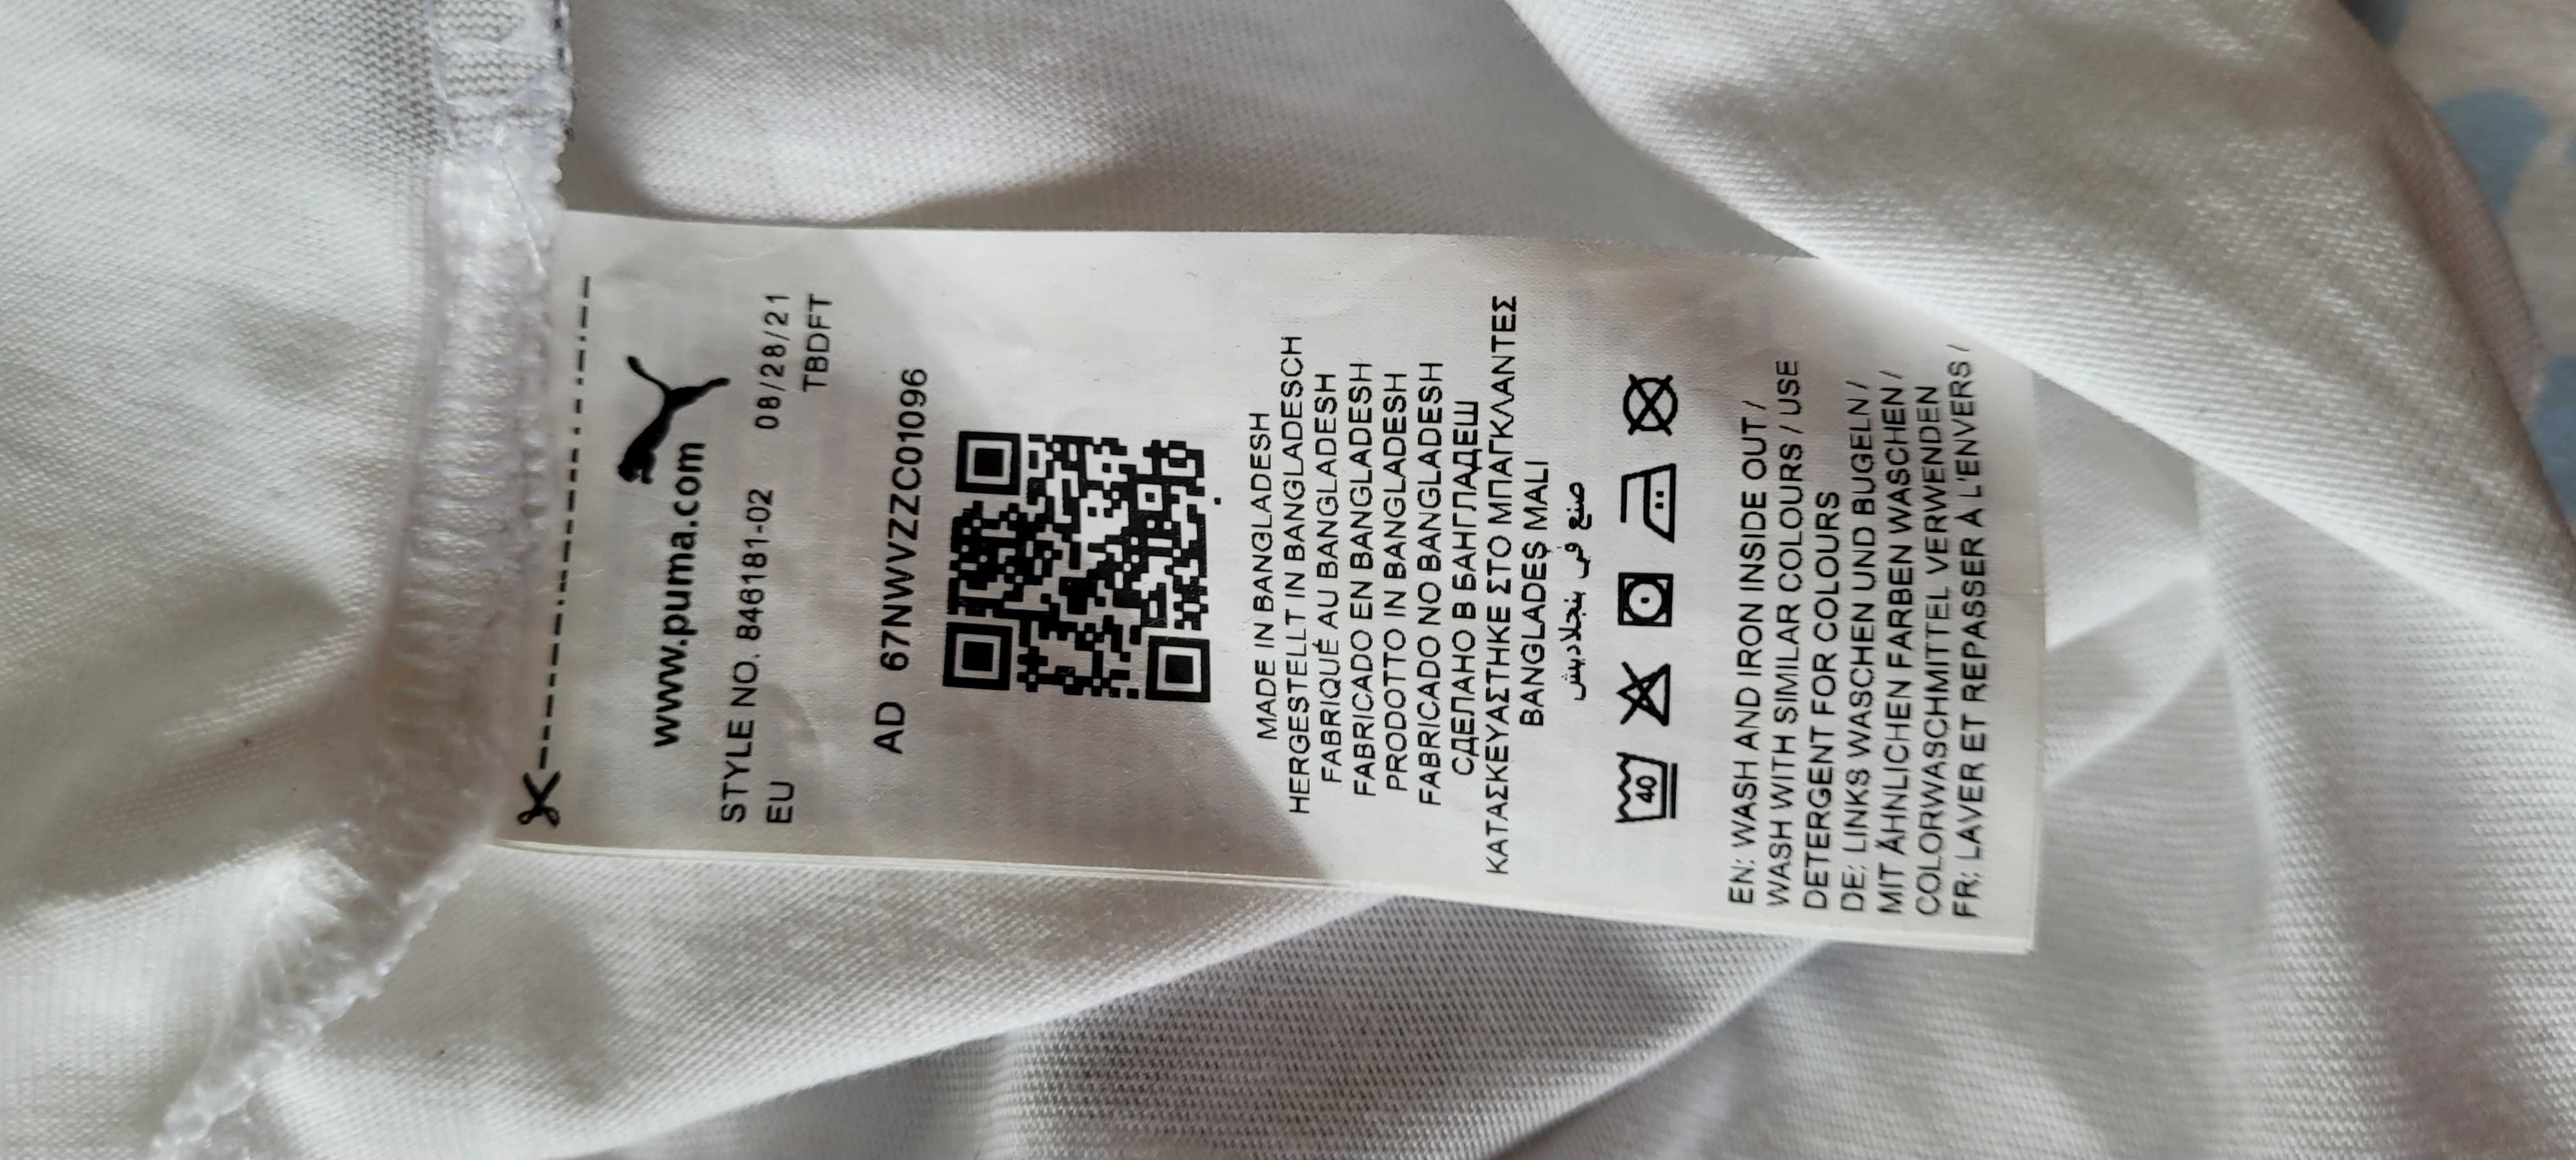 www.puma.com
STYLE NO. 846181-02 08/28/21
EU TBDFT
AD 67NWVZZC01096
MADE IN BANGLADESH
HERGESTELLT IN BANGLADESCH
FABRIQUÉ AU BANGLADESH
FABRICADO EN BANGLADESH
PRODOTTO IN BANGLADESH
FABRICADO NO BANGLADESH
СДЕЛАНО В БАНГЛАДЕШ
ΚΑΤΑΣΚΕΥΑΣΤΗΚΕ ΣΤΟ ΜΠΑΓΚΛΑΝΤΕΣ
BANGLADEŞ MALI
صنع في بنجلاديش
40
EN: WASH AND IRON INSIDE OUT /
WASH WITH SIMILAR COLOURS / USE
DETERGENT FOR COLOURS
DE: LINKS WASCHEN UND BUGELN /
MIT ÄHNLICHEN FARBEN WASCHEN /
COLORWASCHMITTEL VERWENDEN
FR: LAVER ET REPASSER À L'ENVERS /